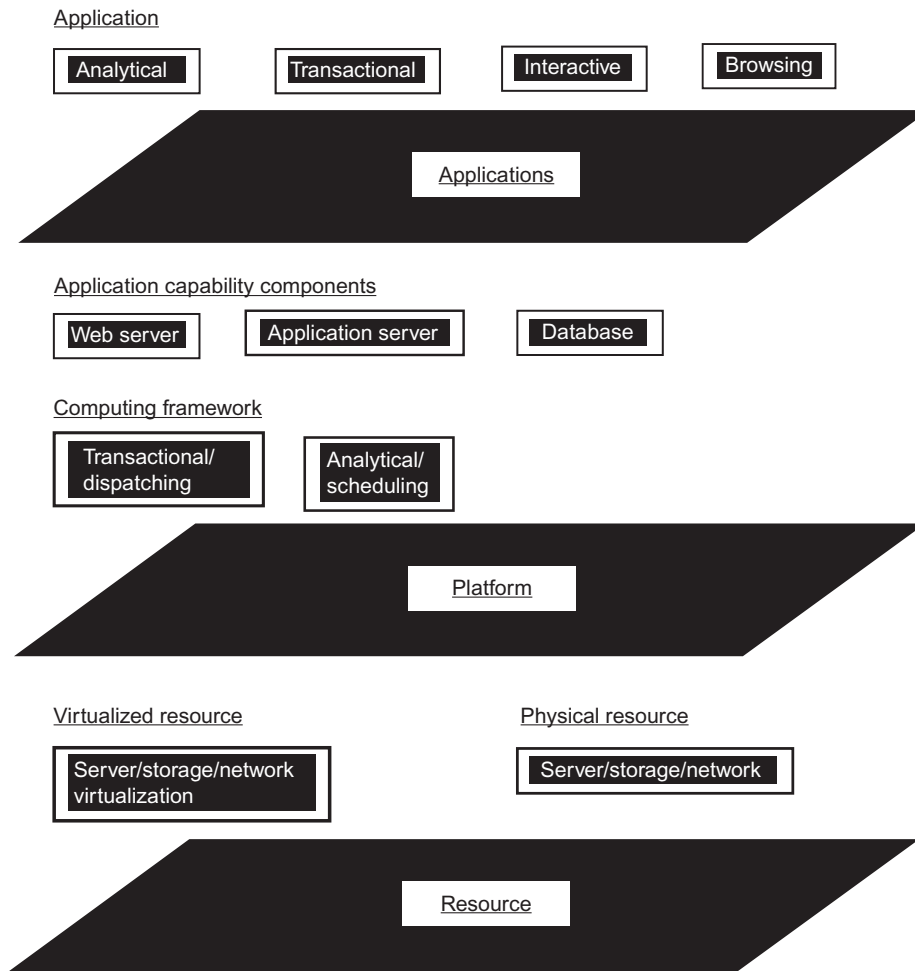 Application
Analytical
Transactional
Interactive
Browsing
Applications
Application capability components
Web server
Application server
Database
Computing framework
Transactional/
dispatching
Analytical/
scheduling
Platform
Virtualized resource
Physical resource
Server/storage/network
virtualization
Server/storage/network
Resource